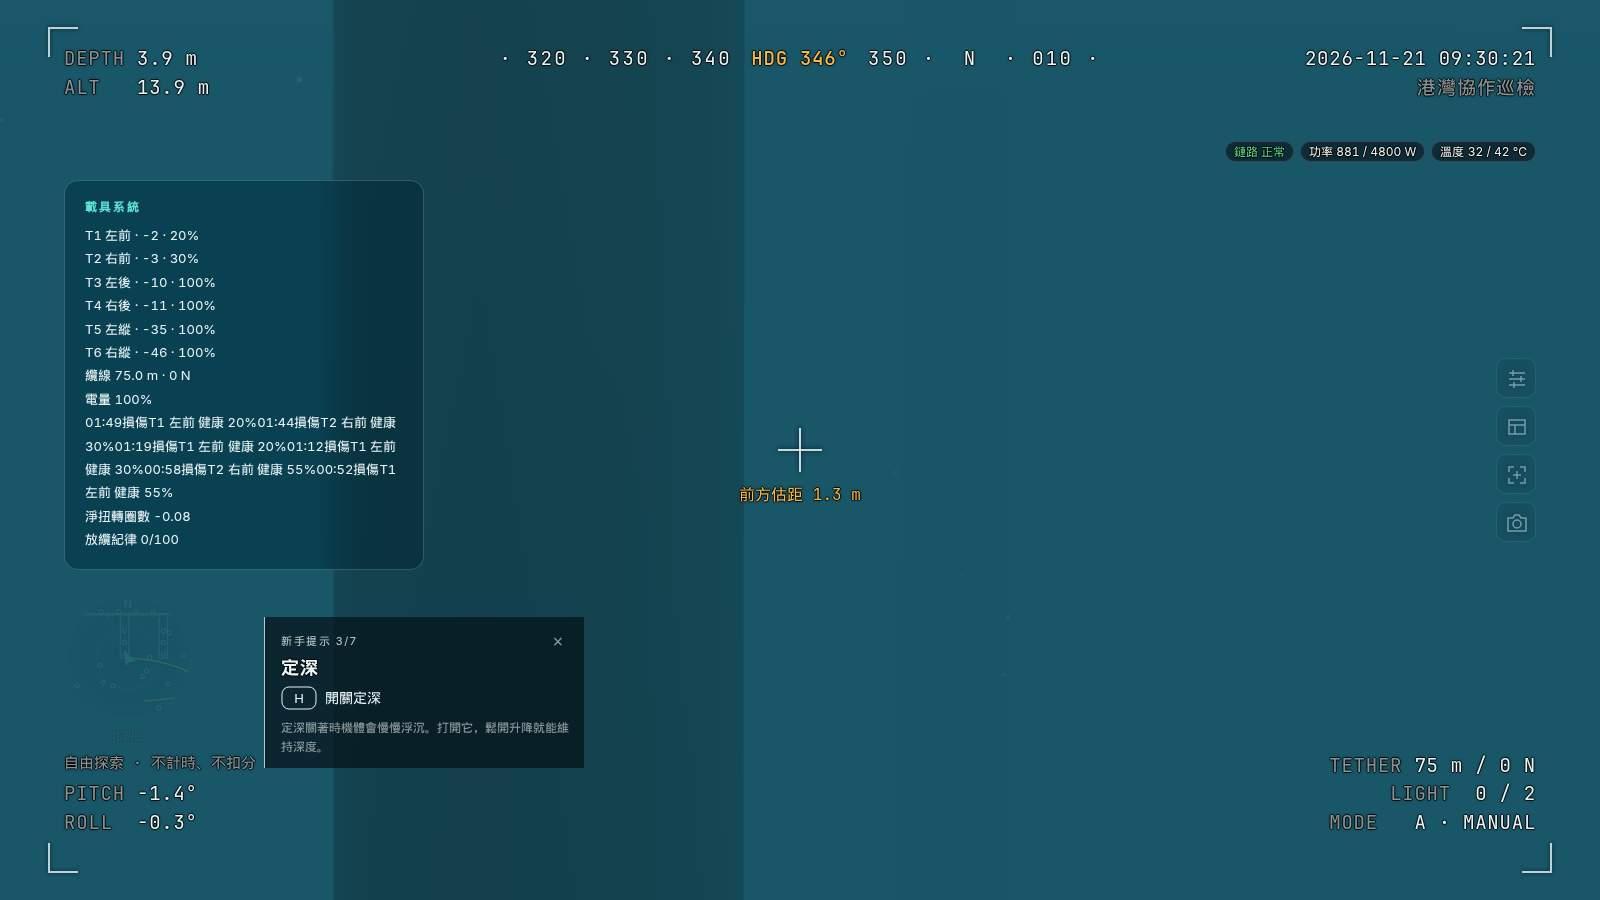 DEPTH 3.9 m
ALT 13.9 m
· 320 · 330 · 340 HDG 346° 350 · N · 010 ·
2026-11-21 09:30:21
港灣協作巡檢
鏈路 正常
功率 881 / 4800 W
溫度 32 / 42 °C
載具系統
T1 左前 · -2 · 20%
T2 右前 · -3 · 30%
T3 左後 · -10 · 100%
T4 右後 · -11 · 100%
T5 左縱 · -35 · 100%
T6 右縱 · -46 · 100%
纜線 75.0 m · 0 N
電量 100%
01:49損傷T1 左前 健康 20%01:44損傷T2 右前 健康
30%01:19損傷T1 左前 健康 20%01:12損傷T1 左前
健康 30%00:58損傷T2 右前 健康 55%00:52損傷T1
左前 健康 55%
淨扭轉圈數 -0.08
放纜紀律 0/100
前方估距 1.3 m
N
新手提示 3/7
定深
H 開關定深
定深關著時機體會慢慢浮沉。打開它，鬆開升降就能維
持深度。
自由探索 · 不計時、不扣分
PITCH -1.4°
ROLL -0.3°
TETHER 75 m / 0 N
LIGHT 0 / 2
MODE A · MANUAL